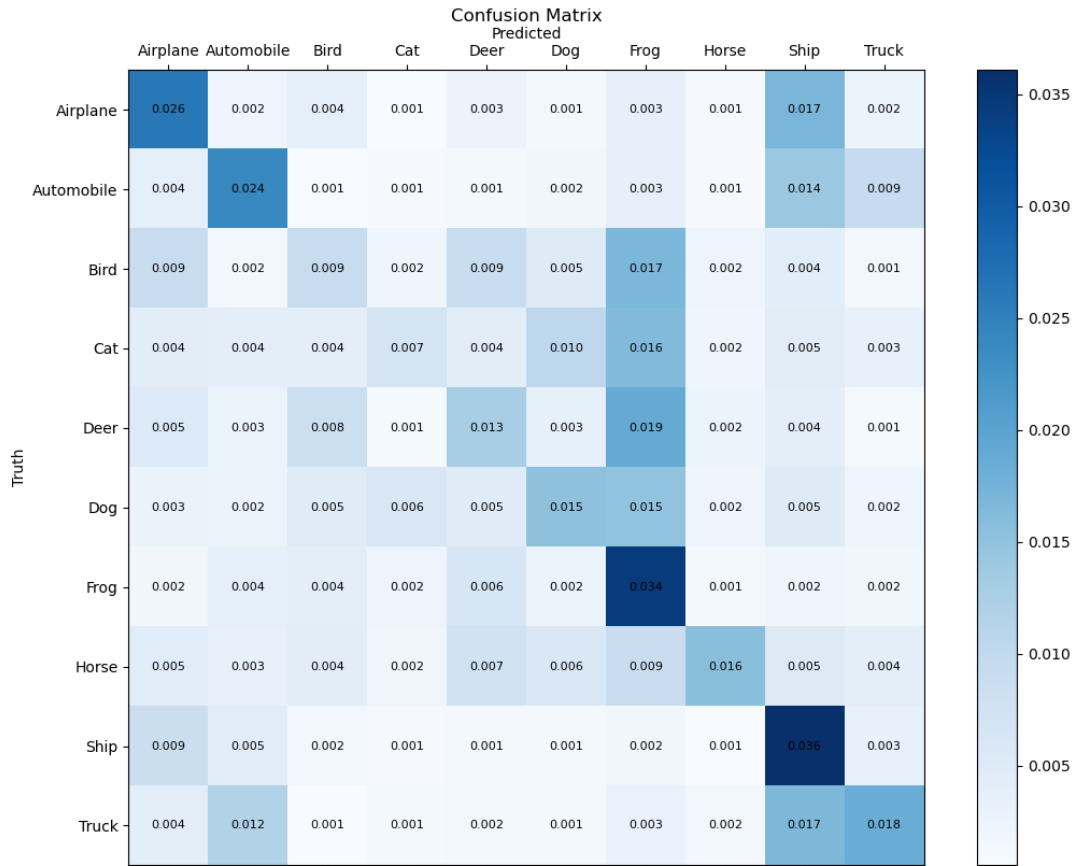 Confusion Matrix
Predicted
Airplane Automobile Bird Cat Deer Dog Frog Horse Ship Truck
Truth
Airplane 0.026 0.002 0.004 0.001 0.003 0.001 0.003 0.001 0.017 0.002
Automobile 0.004 0.024 0.001 0.001 0.001 0.002 0.003 0.001 0.014 0.009
Bird 0.009 0.002 0.009 0.002 0.009 0.005 0.017 0.002 0.004 0.001
Cat 0.004 0.004 0.004 0.007 0.004 0.010 0.016 0.002 0.005 0.003
Deer 0.005 0.003 0.008 0.001 0.013 0.003 0.019 0.002 0.004 0.001
Dog 0.003 0.002 0.005 0.006 0.005 0.015 0.015 0.002 0.005 0.002
Frog 0.002 0.004 0.004 0.002 0.006 0.002 0.034 0.001 0.002 0.002
Horse 0.005 0.003 0.004 0.002 0.007 0.006 0.009 0.016 0.005 0.004
Ship 0.009 0.005 0.002 0.001 0.001 0.001 0.002 0.001 0.036 0.003
Truck 0.004 0.012 0.001 0.001 0.002 0.001 0.003 0.002 0.017 0.018
0.035
0.030
0.025
0.020
0.015
0.010
0.005